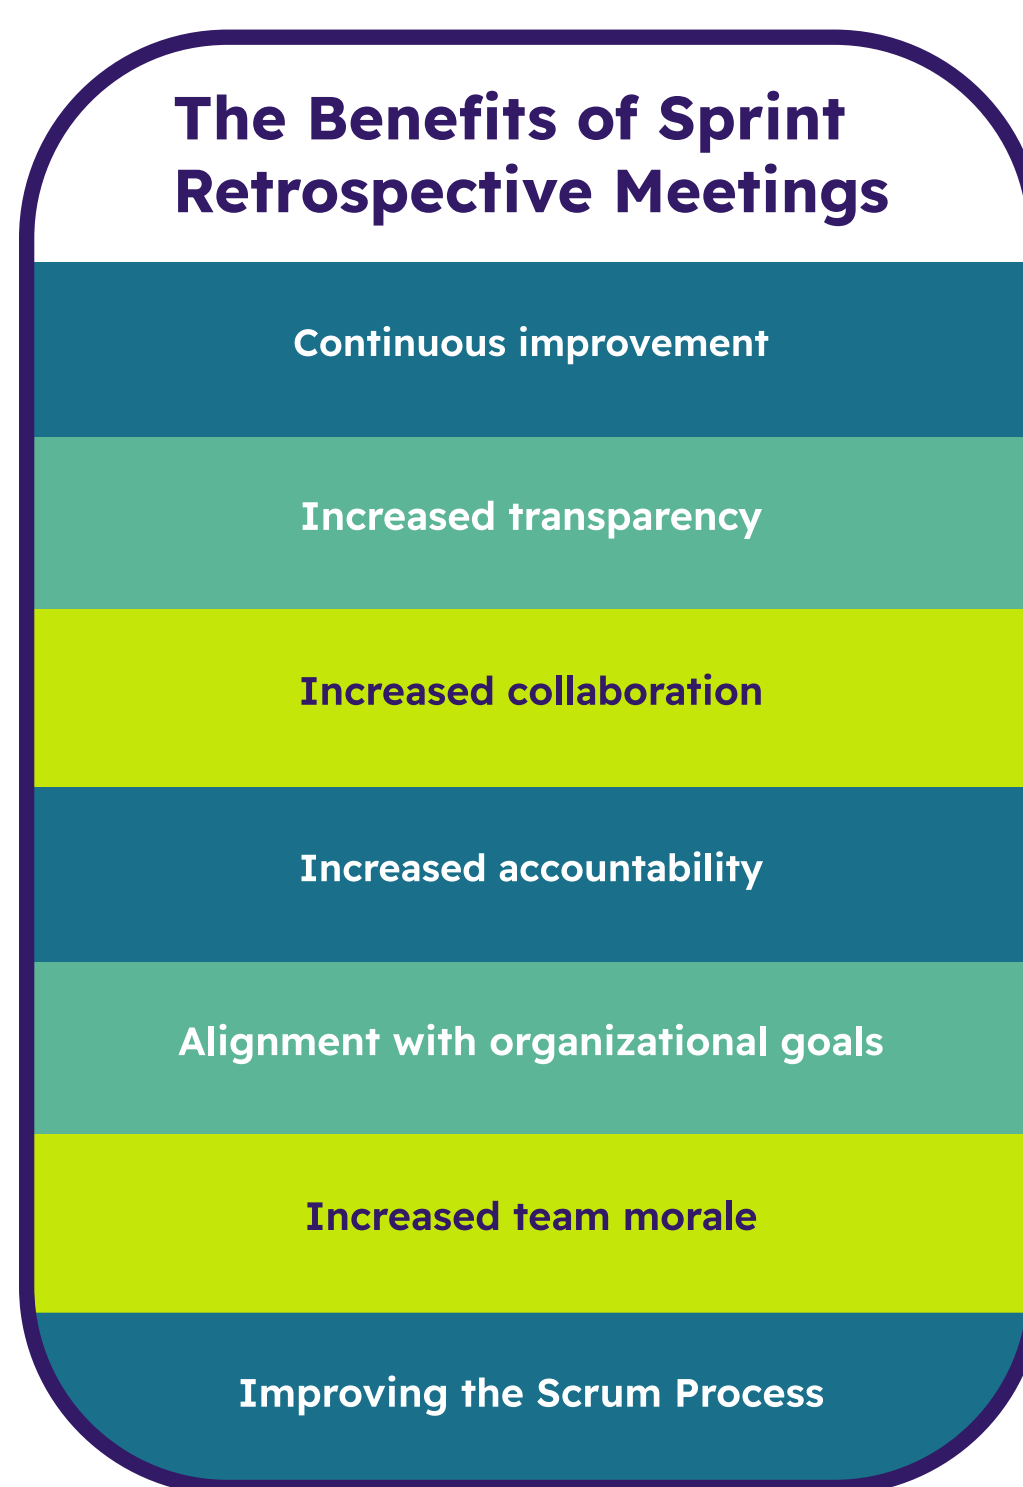 The Benefits of Sprint
Retrospective Meetings
Continuous improvement
Increased transparency
Increased collaboration
Increased accountability
Alignment with organizational goals
Increased team morale
Improving the Scrum Process